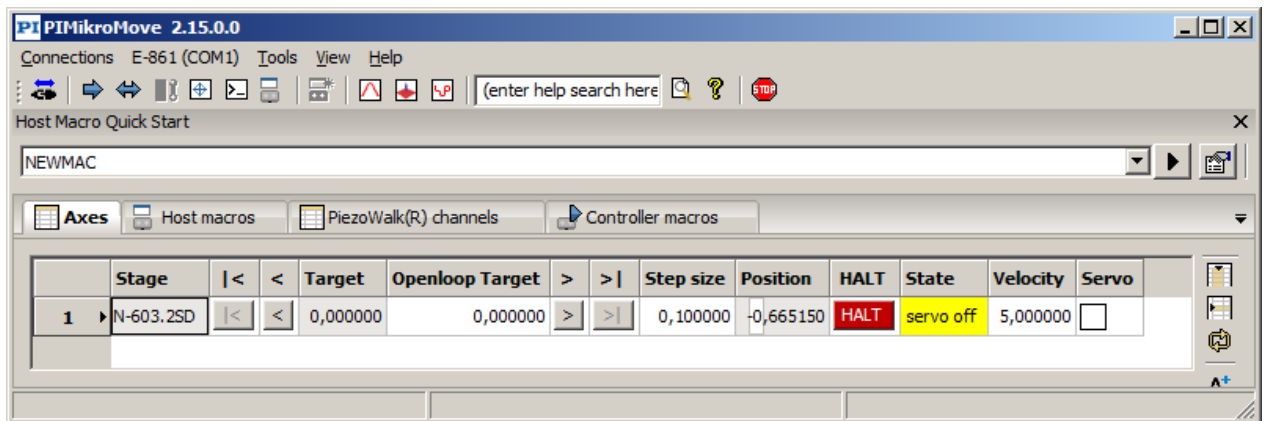 PI PIMikroMove 2.15.0.0
Connections E-861 (COM1) Tools View Help
(enter help search here STOP
Host Macro Quick Start
NEWMAC
Axes Host macros PiezoWalk(R) channels Controller macros
Stage |< < Target Openloop Target > >| Step size Position HALT State Velocity Servo
1 N-603.2SD |< < 0,000000 0,000000 > >| 0,100000 -0,665150 HALT servo off 5,000000
A+